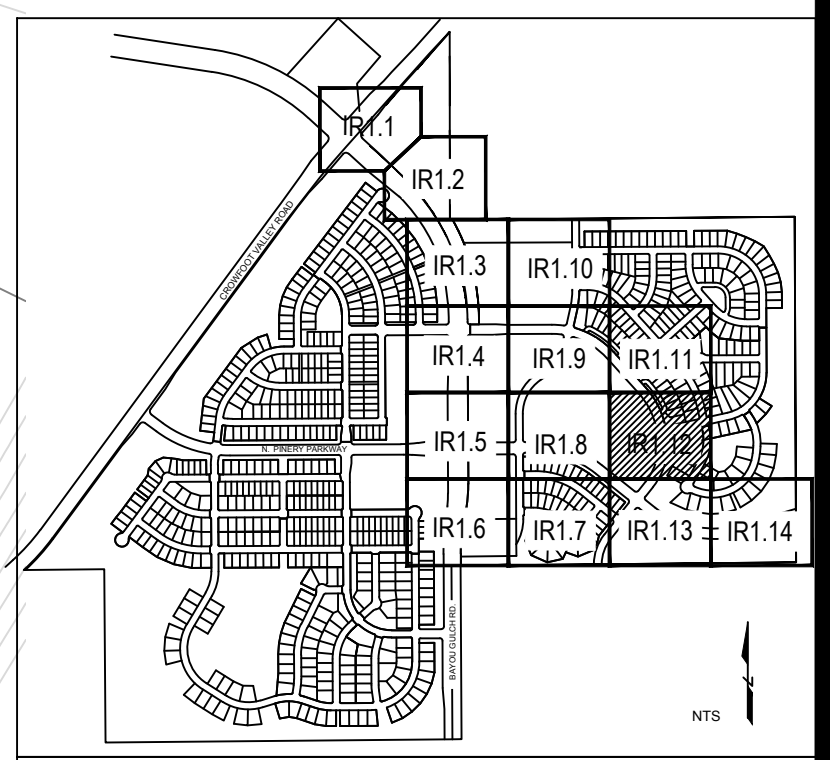 IR1.1
IR1.2
CROWFOOT VALLEY ROAD
IR1.3
IR1.10
IR1.4
IR1.9
IR1.11
N. PINERY PARKWAY
IR1.5
IR1.8
IR1.12
IR1.6
IR1.7
IR1.13
IR1.14
BAYOU GULCH RD.
NTS
N